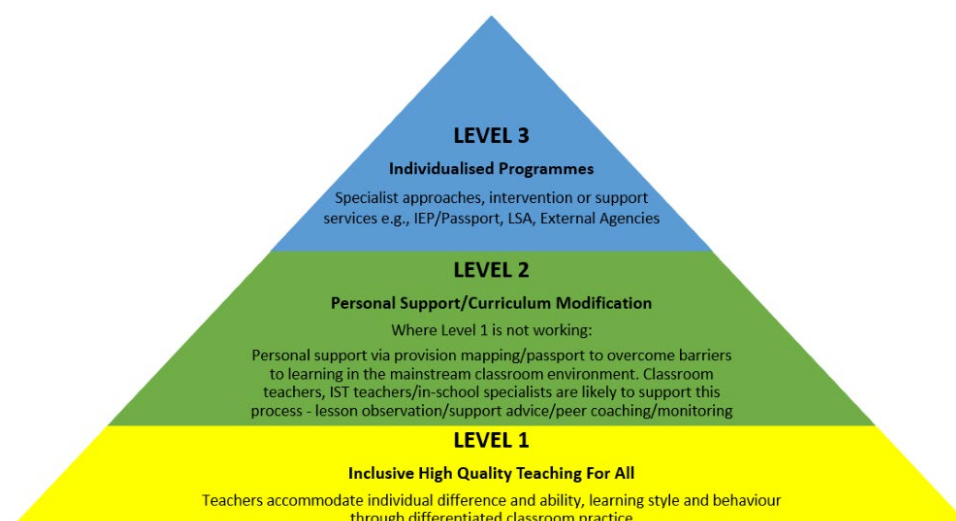 LEVEL 3
Individualised Programmes
Specialist approaches, intervention or support
services e.g., IEP/Passport, LSA, External Agencies
LEVEL 2
Personal Support/Curriculum Modification
Where Level 1 is not working:
Personal support via provision mapping/passport to overcome barriers
to learning in the mainstream classroom environment. Classroom
teachers, IST teachers/in-school specialists are likely to support this
process - lesson observation/support advice/peer coaching/monitoring
LEVEL 1
Inclusive High Quality Teaching For All
Teachers accommodate individual difference and ability, learning style and behaviour
through differentiated classroom practice